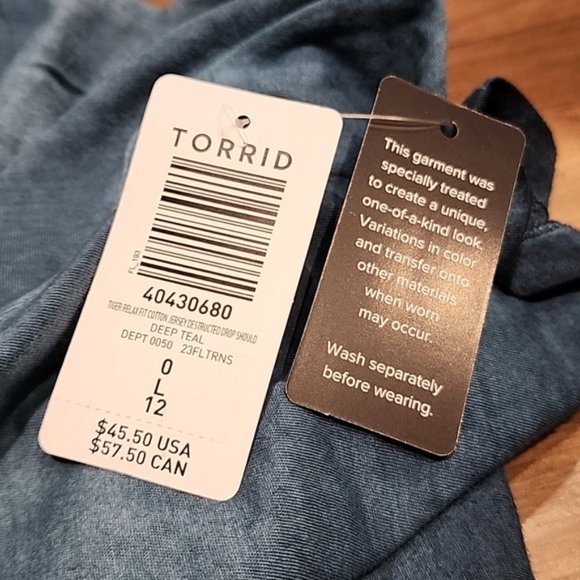 TORRID
FL 193
40430680
TIGER RELAX FIT COTTON JERSEY DESTRUCTED DROP SHOULD
DEEP TEAL
DEPT 0050 23FLTRNS
0
L
12
$45.50 USA
$57.50 CAN
This garment was
specially treated
to create a unique,
one-of-a-kind look.
Variations in color
and transfer onto
other materials
when worn
may occur.
Wash separately
before wearing.